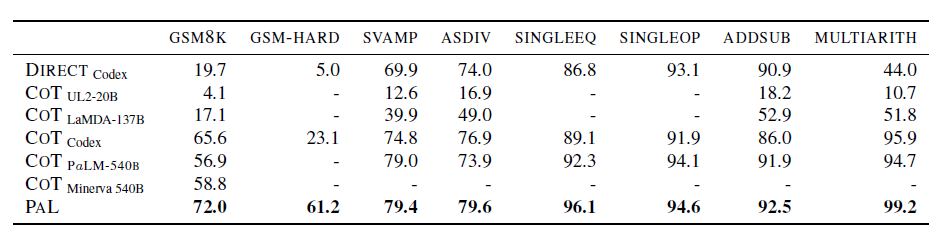 GSM8K GSM-HARD SVAMP ASDIV SINGLEEQ SINGLEOP ADDSUB MULTIARITH
DIRECT Codex 19.7 5.0 69.9 74.0 86.8 93.1 90.9 44.0
COT UL2-20B 4.1 - 12.6 16.9 - - 18.2 10.7
COT LaMDA-137B 17.1 - 39.9 49.0 - - 52.9 51.8
COT Codex 65.6 23.1 74.8 76.9 89.1 91.9 86.0 95.9
COT PaLM-540B 56.9 - 79.0 73.9 92.3 94.1 91.9 94.7
COT Minerva 540B 58.8 - - - - - - -
PAL 72.0 61.2 79.4 79.6 96.1 94.6 92.5 99.2